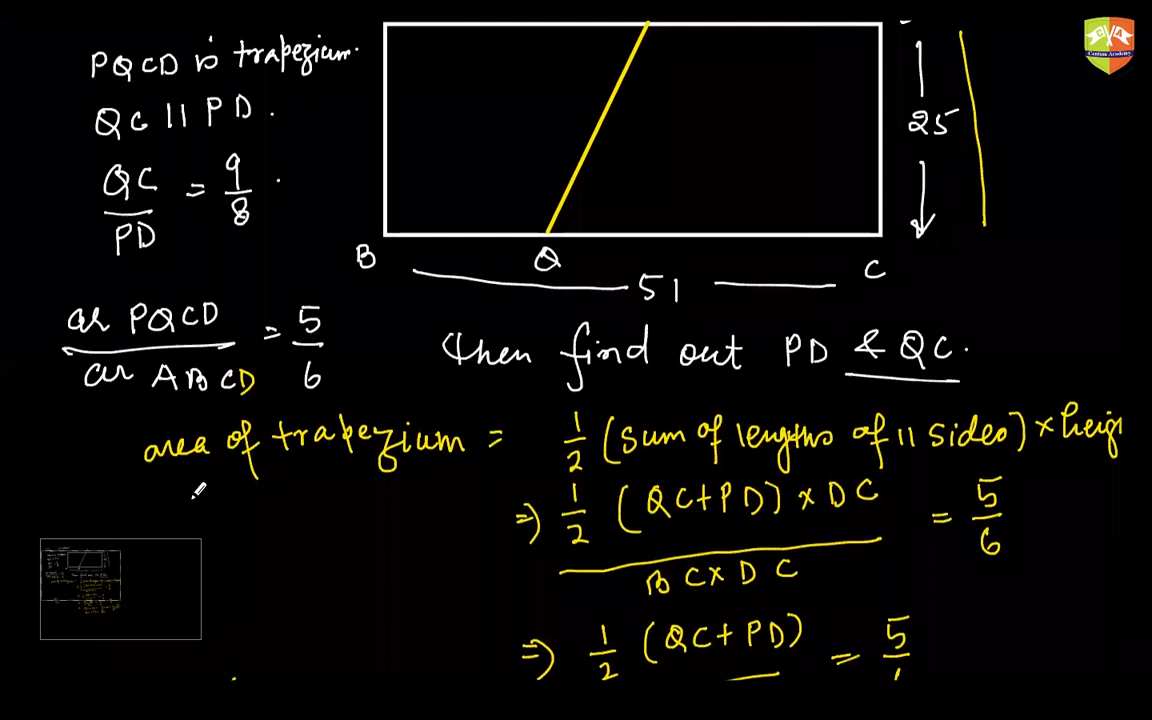 PQCD is trapezium.
QC || PD.
QC/PD = 9/8.
25
B Q C
51
ar PQCD / ar ABCD = 5/6
then find out PD & QC.
area of trapezium = 1/2 (sum of lengths of || sides) × heig
=> 1/2 (QC+PD) × DC / BC × DC = 5/6
=> 1/2 (QC+PD) = 5/
Centum Academy